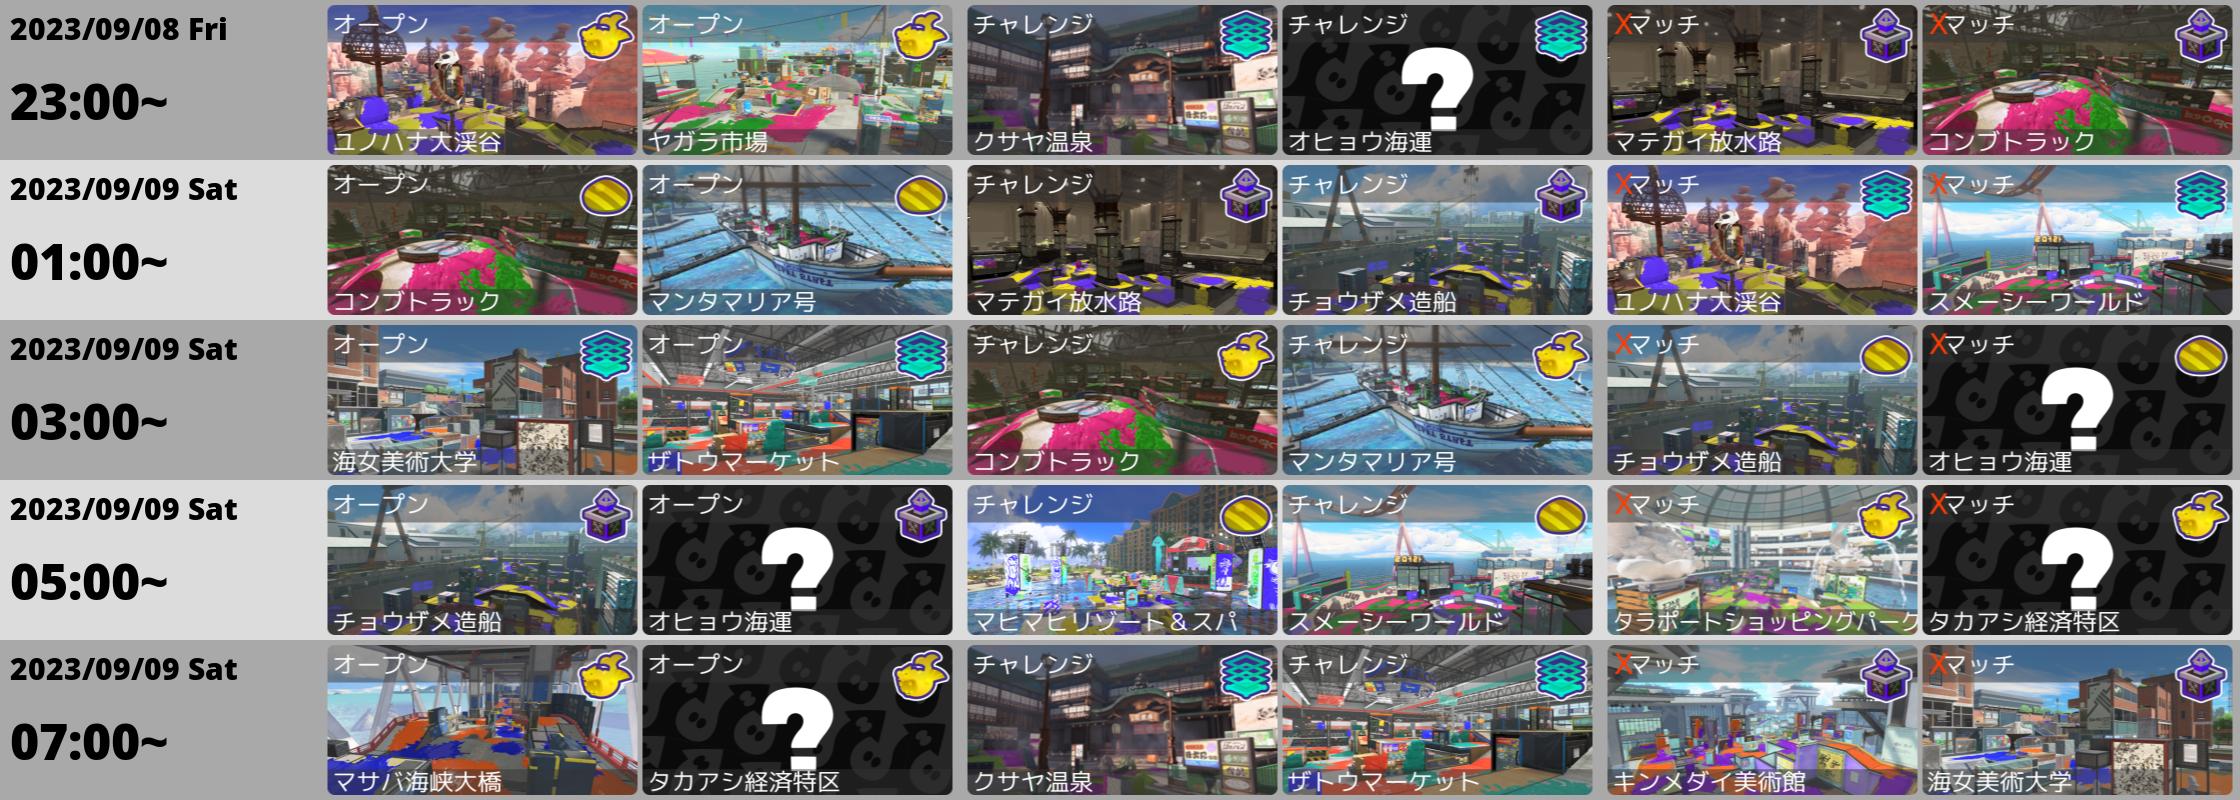 2023/09/08 Fri
23:00~
オープン
ユノハナ大渓谷
オープン
ヤガラ市場
チャレンジ
クサヤ温泉
チャレンジ
?
オヒョウ海運
Xマッチ
マテガイ放水路
Xマッチ
コンブトラック
2023/09/09 Sat
01:00~
オープン
コンブトラック
オープン
マンタマリア号
チャレンジ
マテガイ放水路
チャレンジ
チョウザメ造船
Xマッチ
ユノハナ大渓谷
Xマッチ
スメーシーワールド
2023/09/09 Sat
03:00~
オープン
海女美術大学
オープン
ザトウマーケット
チャレンジ
コンブトラック
チャレンジ
マンタマリア号
Xマッチ
チョウザメ造船
Xマッチ
?
オヒョウ海運
2023/09/09 Sat
05:00~
オープン
チョウザメ造船
オープン
?
オヒョウ海運
チャレンジ
マヒマヒリゾート&スパ
チャレンジ
スメーシーワールド
Xマッチ
タラポートショッピングパーク
Xマッチ
?
タカアシ経済特区
2023/09/09 Sat
07:00~
オープン
マサバ海峡大橋
オープン
?
タカアシ経済特区
チャレンジ
クサヤ温泉
チャレンジ
ザトウマーケット
Xマッチ
キンメダイ美術館
Xマッチ
海女美術大学